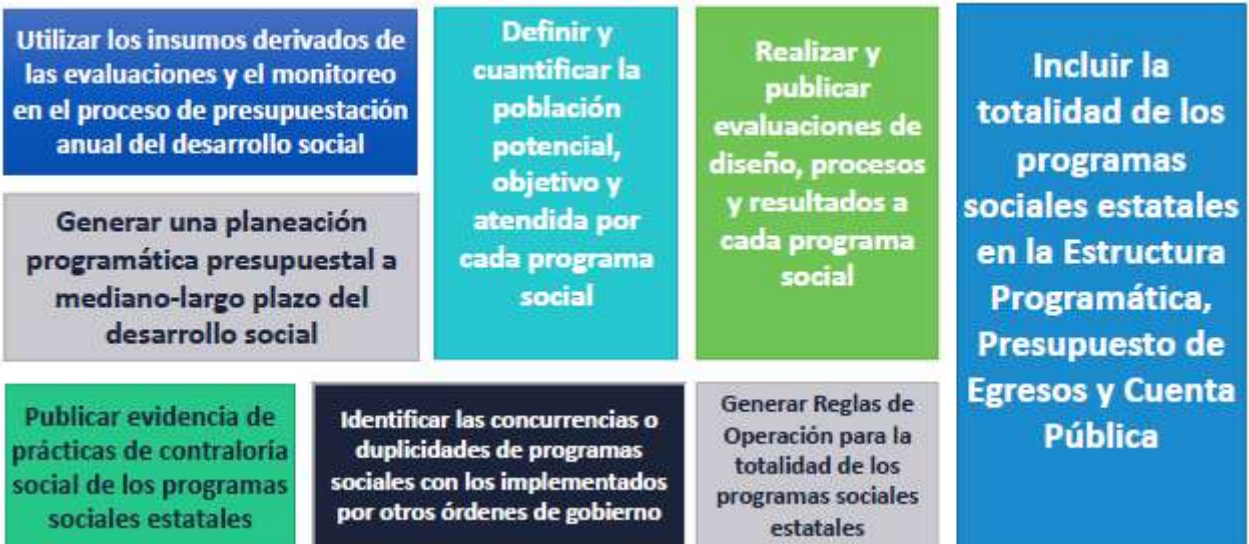 Utilizar los insumos derivados de
las evaluaciones y el monitoreo
en el proceso de presupuestación
anual del desarrollo social
Generar una planeación
programática presupuestal a
mediano-largo plazo del
desarrollo social
Definir y
cuantificar la
población
potencial,
objetivo y
atendida por
cada programa
social
Realizar y
publicar
evaluaciones de
diseño, procesos
y resultados a
cada programa
social
Incluir la
totalidad de los
programas
sociales estatales
en la Estructura
Programática,
Presupuesto de
Egresos y Cuenta
Pública
Publicar evidencia de
prácticas de contraloría
social de los programas
sociales estatales
Identificar las concurrencias o
duplicidades de programas
sociales con los implementados
por otros órdenes de gobierno
Generar Reglas de
Operación para la
totalidad de los
programas sociales
estatales